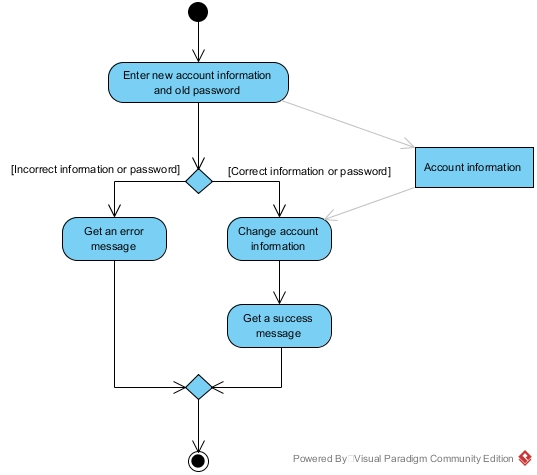 Enter new account information
and old password
Account information
[Incorrect information or password]
[Correct information or password]
Get an error
message
Change account
information
Get a success
message
Powered By Visual Paradigm Community Edition